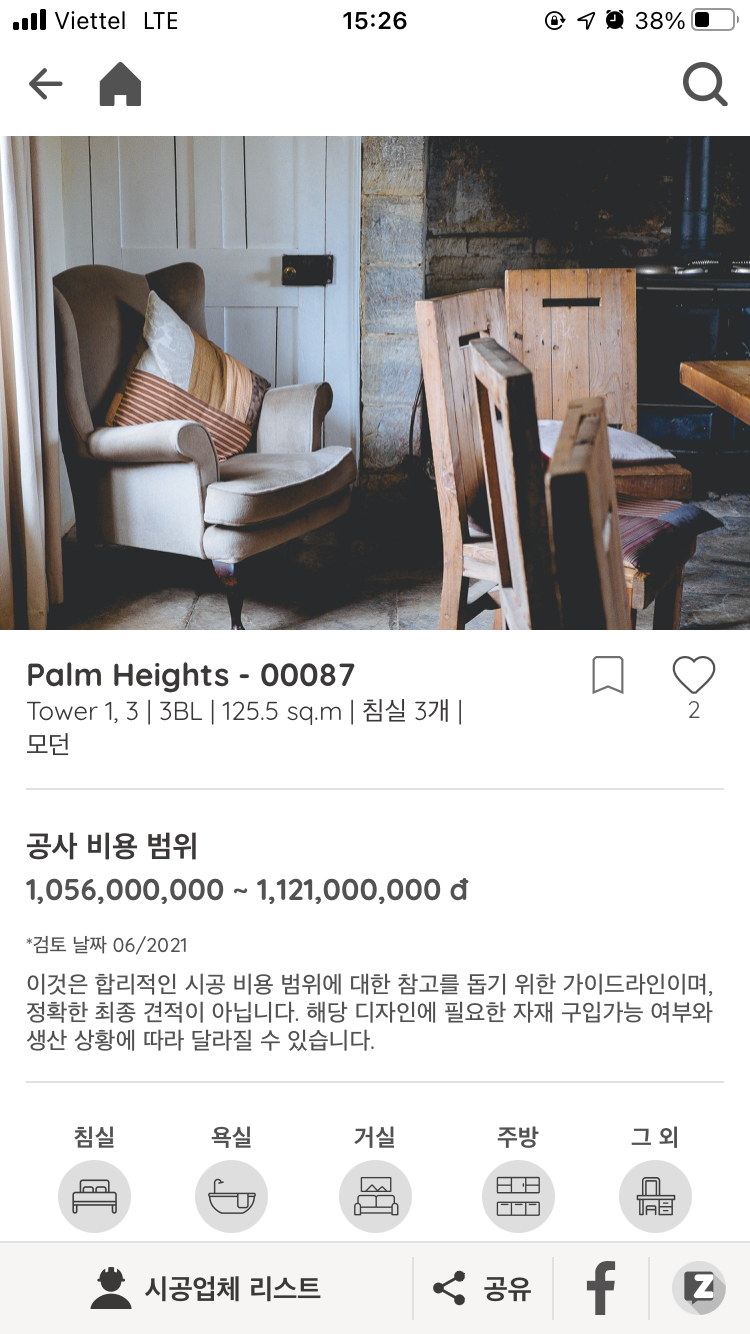 Viettel LTE 15:26 38%
Palm Heights - 00087
Tower 1, 3 | 3BL | 125.5 sq.m | 침실 3개 |
모던
2
공사 비용 범위
1,056,000,000 ~ 1,121,000,000 đ
*검토 날짜 06/2021
이것은 합리적인 시공 비용 범위에 대한 참고를 돕기 위한 가이드라인이며,
정확한 최종 견적이 아닙니다. 해당 디자인에 필요한 자재 구입가능 여부와
생산 상황에 따라 달라질 수 있습니다.
침실 욕실 거실 주방 그 외
시공업체 리스트 공유 f Z